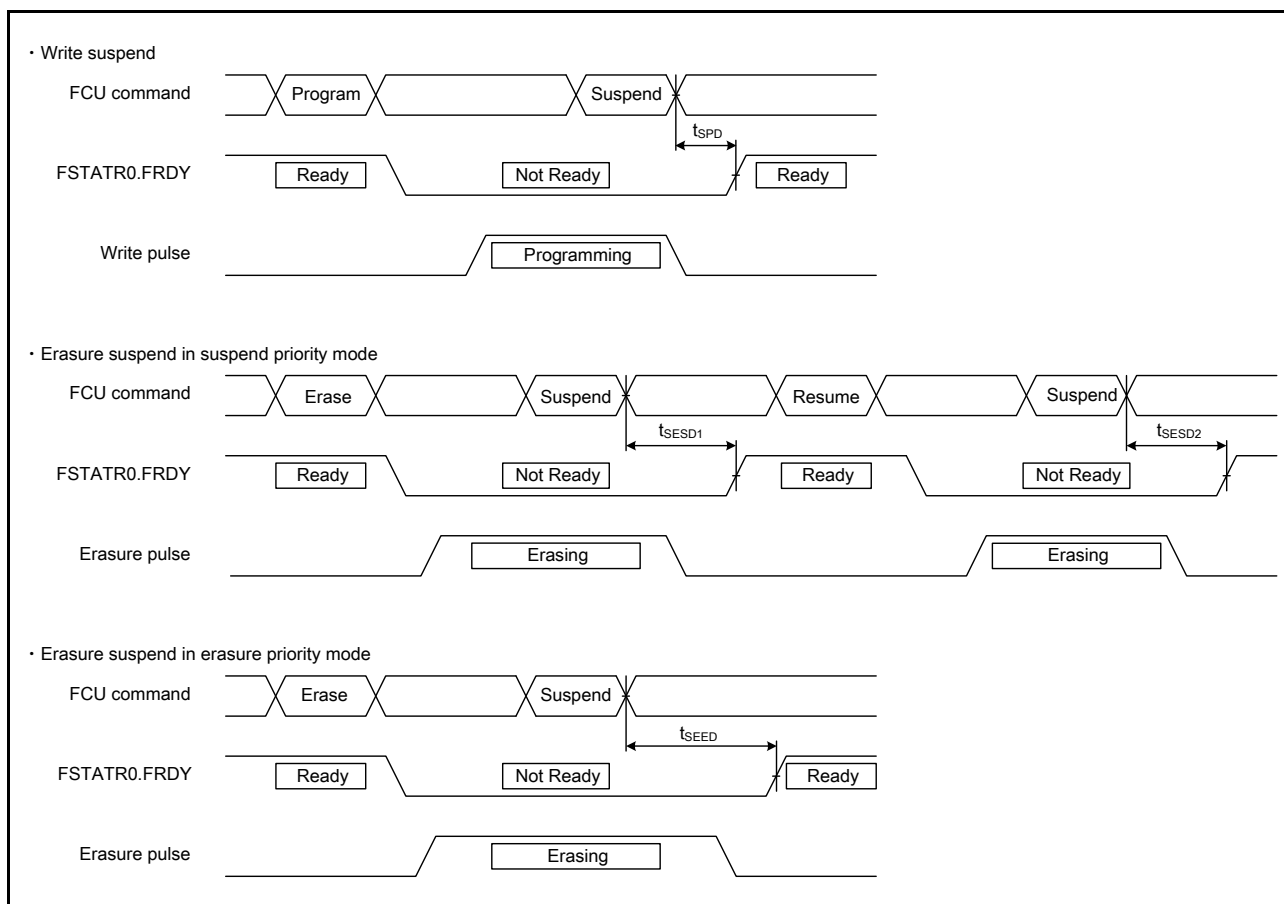 ・Write suspend
FCU command Program Suspend
tSPD
FSTATR0.FRDY Ready Not Ready Ready
Write pulse Programming
・Erasure suspend in suspend priority mode
FCU command Erase Suspend Resume Suspend
tSESD1 tSESD2
FSTATR0.FRDY Ready Not Ready Ready Not Ready
Erasure pulse Erasing Erasing
・Erasure suspend in erasure priority mode
FCU command Erase Suspend
tSEED
FSTATR0.FRDY Ready Not Ready Ready
Erasure pulse Erasing